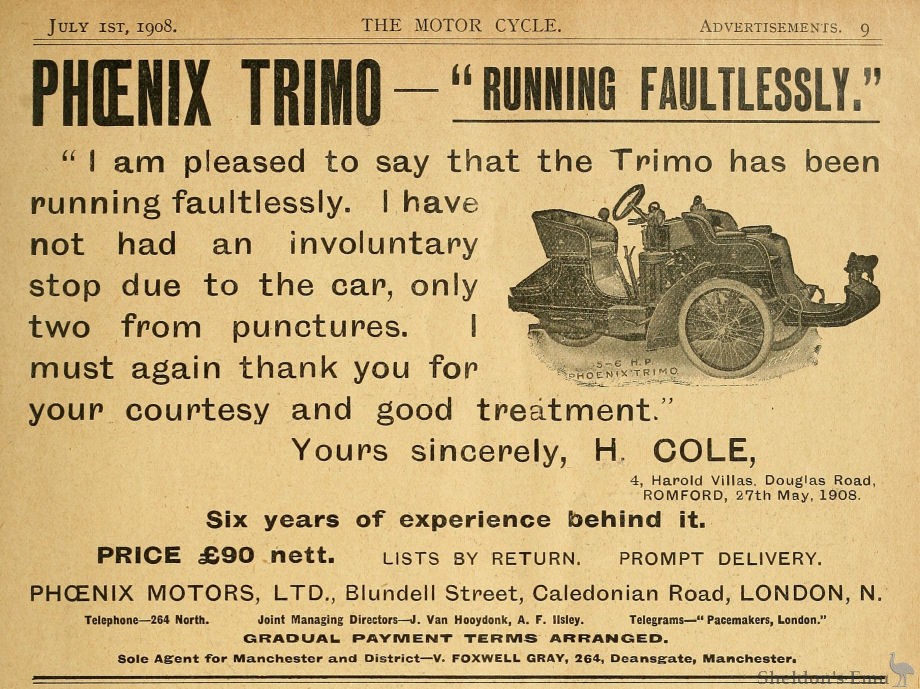 JULY 1ST, 1908. THE MOTOR CYCLE. ADVERTISEMENTS. 9
PHŒNIX TRIMO — “RUNNING FAULTLESSLY.”
“I am pleased to say that the Trimo has been
running faultlessly. I have
not had an involuntary
stop due to the car, only
two from punctures. I
must again thank you for
your courtesy and good treatment.”
5-6 H.P.
PHOENIX TRIMO
Yours sincerely, H. COLE,
4, Harold Villas, Douglas Road,
ROMFORD, 27th May, 1908.
Six years of experience behind it.
PRICE £90 nett. LISTS BY RETURN. PROMPT DELIVERY.
PHŒNIX MOTORS, LTD., Blundell Street, Caledonian Road, LONDON, N.
Telephone—264 North. Joint Managing Directors—J. Van Hooydonk, A. F. Ilsley. Telegrams—“Pacemakers, London.”
GRADUAL PAYMENT TERMS ARRANGED.
Sole Agent for Manchester and District—V. FOXWELL GRAY, 264, Deansgate, Manchester.
Sheldon's Emu